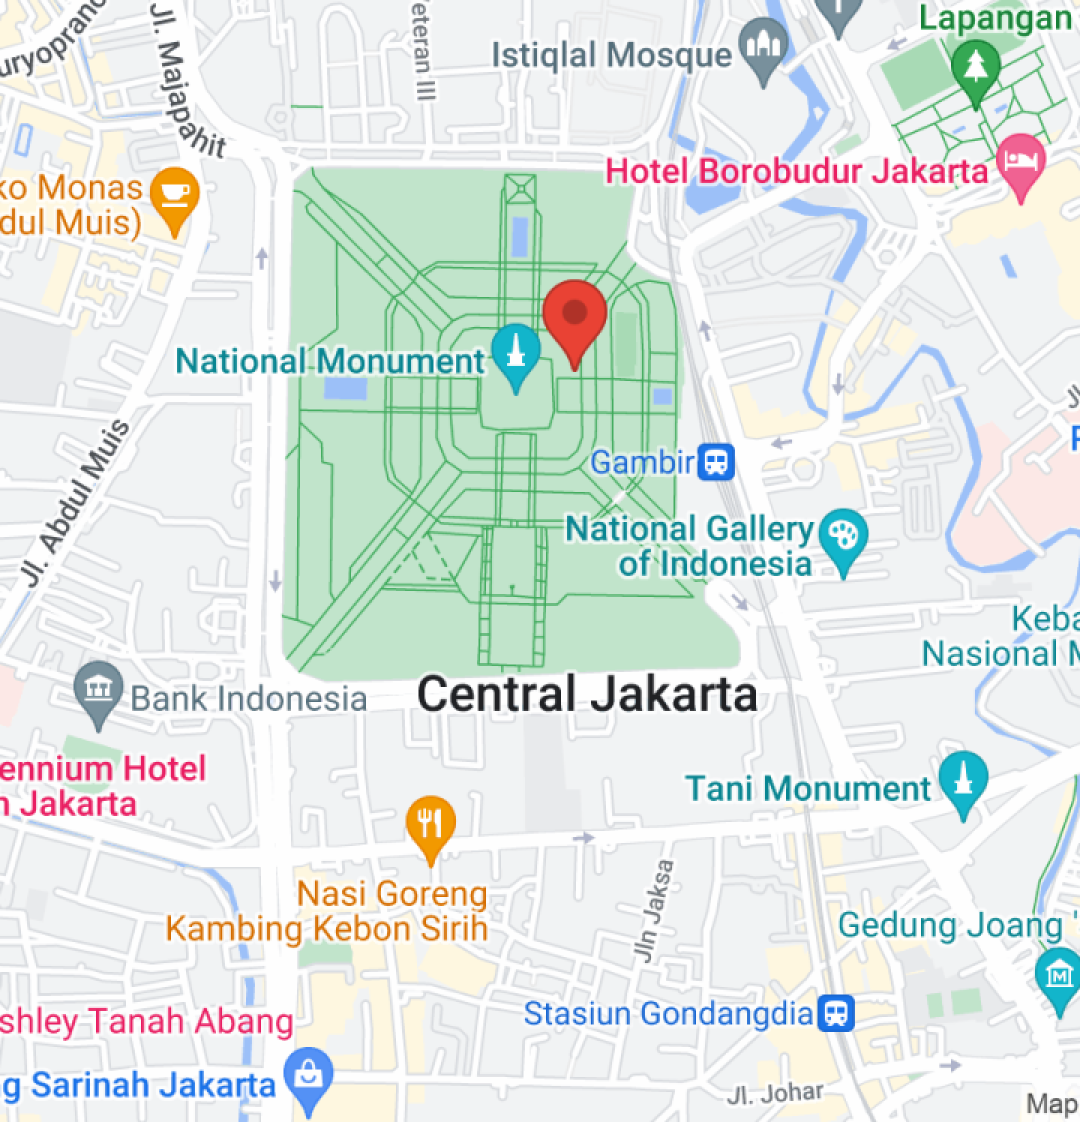 Jl. Majapahit
eteran III
Istiqlal Mosque
Lapangan
uryoprano
Hotel Borobudur Jakarta
ko Monas
dul Muis)
National Monument
Jl. Abdul Muis
Gambir
National Gallery
of Indonesia
Keba
Nasional M
Bank Indonesia
Central Jakarta
ennium Hotel
n Jakarta
Tani Monument
Nasi Goreng
Kambing Kebon Sirih
Jln Jaksa
Gedung Joang '
Stasiun Gondangdia
shley Tanah Abang
g Sarinah Jakarta
Jl. Johar
Map